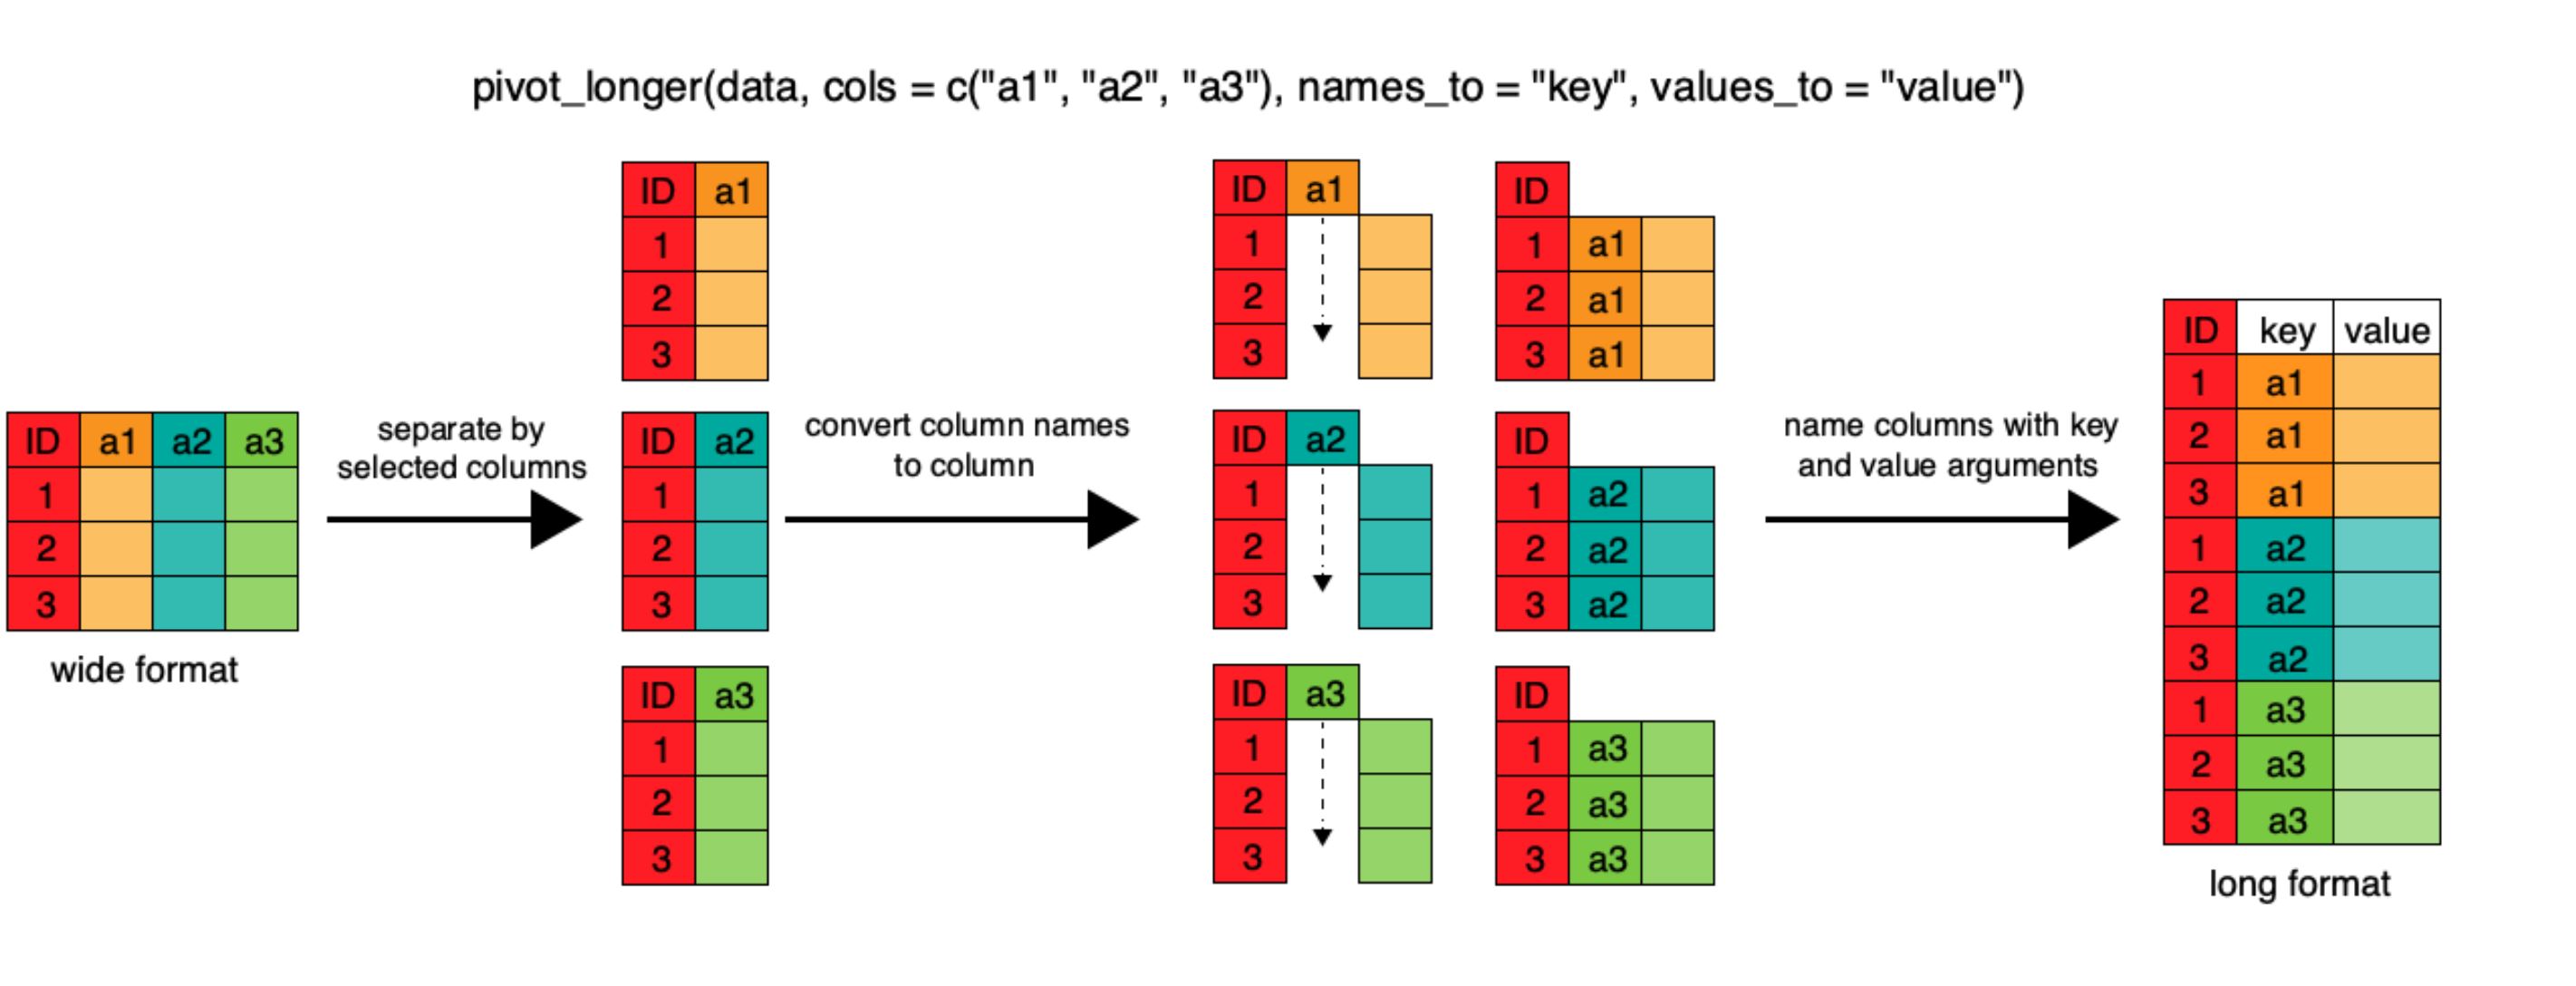 pivot_longer(data, cols = c("a1", "a2", "a3"), names_to = "key", values_to = "value")
ID a1 a2 a3
1
2
3
wide format
separate by
selected columns
ID a1
1
2
3
ID a2
1
2
3
ID a3
1
2
3
convert column names
to column
ID a1
1
2
3
ID a2
1
2
3
ID a3
1
2
3
ID
1 a1
2 a1
3 a1
ID
1 a2
2 a2
3 a2
ID
1 a3
2 a3
3 a3
name columns with key
and value arguments
ID key value
1 a1
2 a1
3 a1
1 a2
2 a2
3 a2
1 a3
2 a3
3 a3
long format